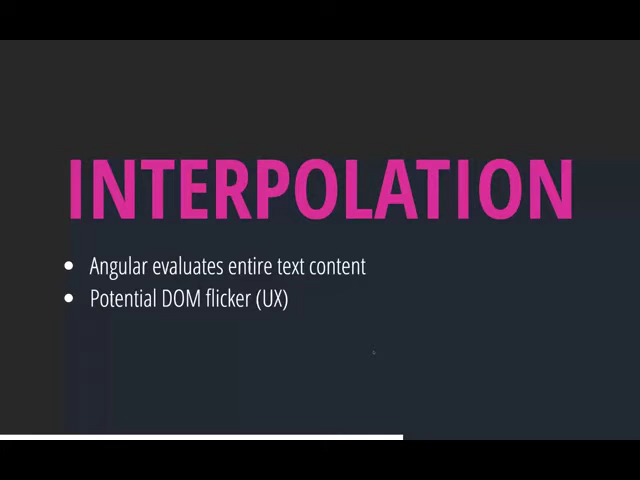 INTERPOLATION
Angular evaluates entire text content
Potential DOM flicker (UX)